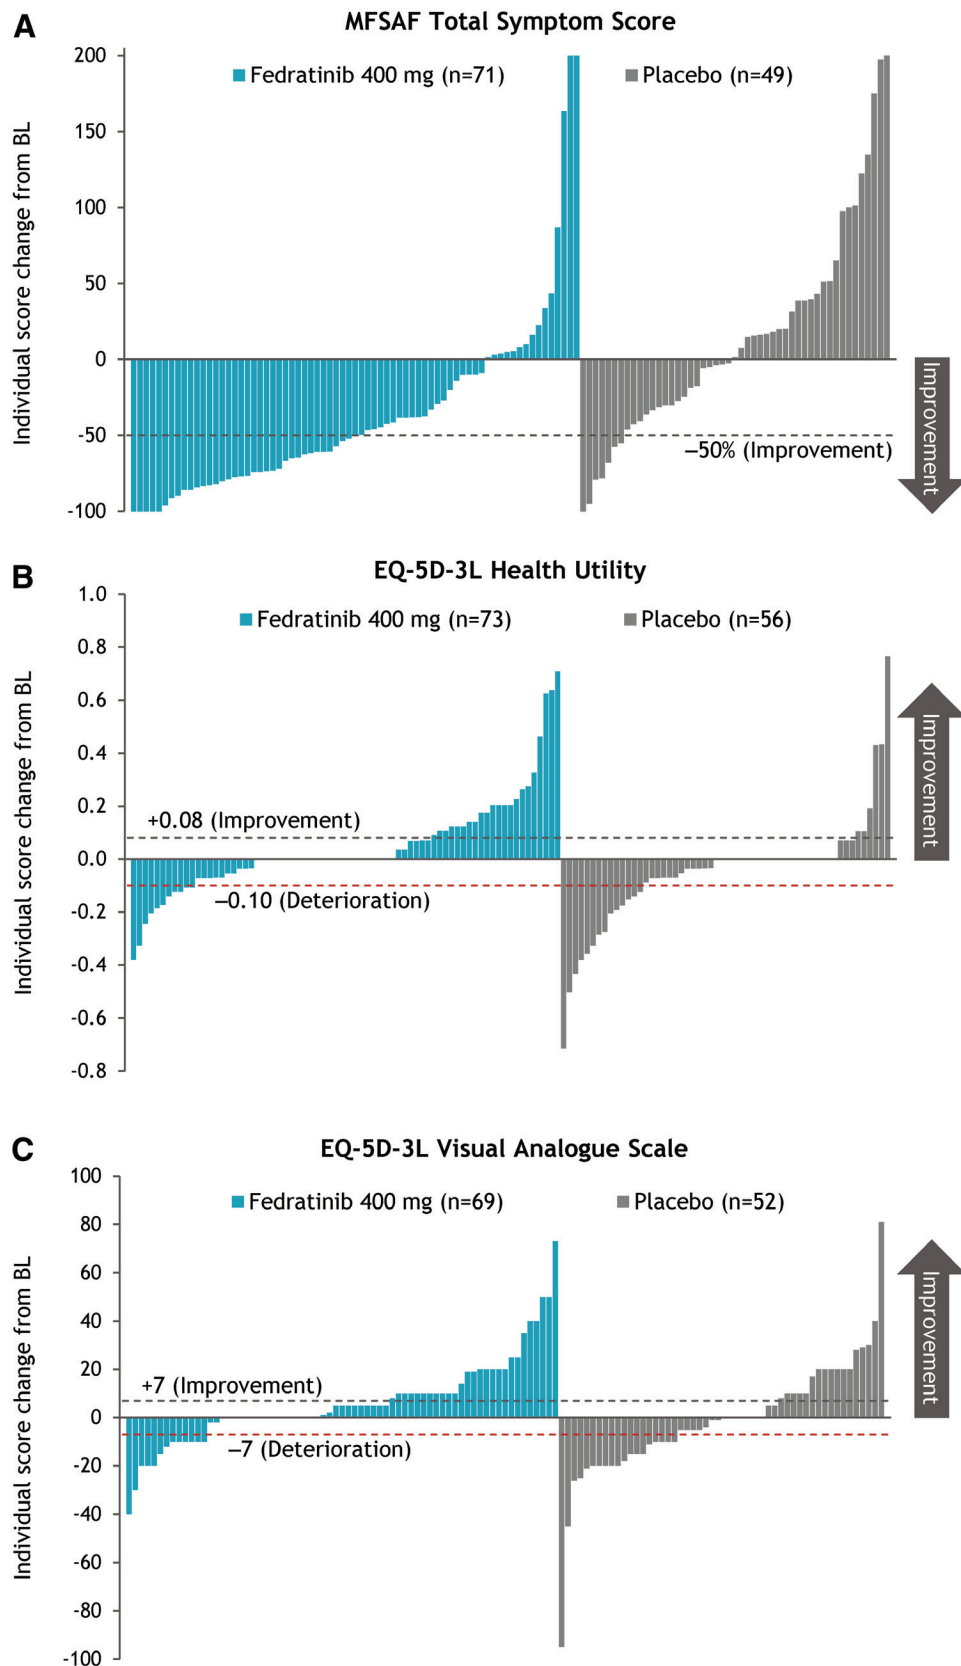 A
MFSAF Total Symptom Score
Individual score change from BL
200
150
100
50
0
-50
-100
Fedratinib 400 mg (n=71)
Placebo (n=49)
−50% (Improvement)
Improvement
B
EQ-5D-3L Health Utility
Individual score change from BL
1.0
0.8
0.6
0.4
0.2
0.0
-0.2
-0.4
-0.6
-0.8
Fedratinib 400 mg (n=73)
Placebo (n=56)
+0.08 (Improvement)
−0.10 (Deterioration)
Improvement
C
EQ-5D-3L Visual Analogue Scale
Individual score change from BL
100
80
60
40
20
0
-20
-40
-60
-80
-100
Fedratinib 400 mg (n=69)
Placebo (n=52)
+7 (Improvement)
−7 (Deterioration)
Improvement